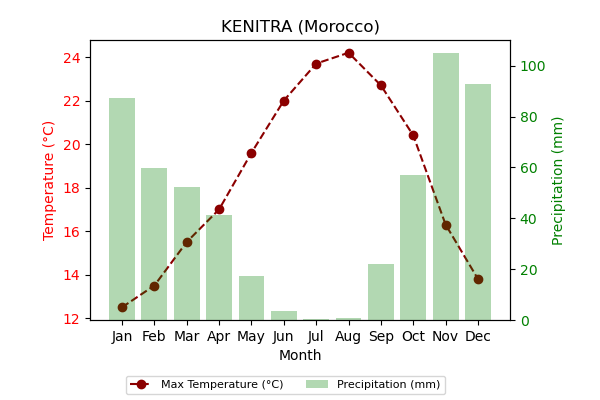 KENITRA (Morocco)
24
22
20
18
16
14
12
Temperature (°C)
100
80
60
40
20
0
Precipitation (mm)
Jan Feb Mar Apr May Jun Jul Aug Sep Oct Nov Dec
Month
Max Temperature (°C) Precipitation (mm)